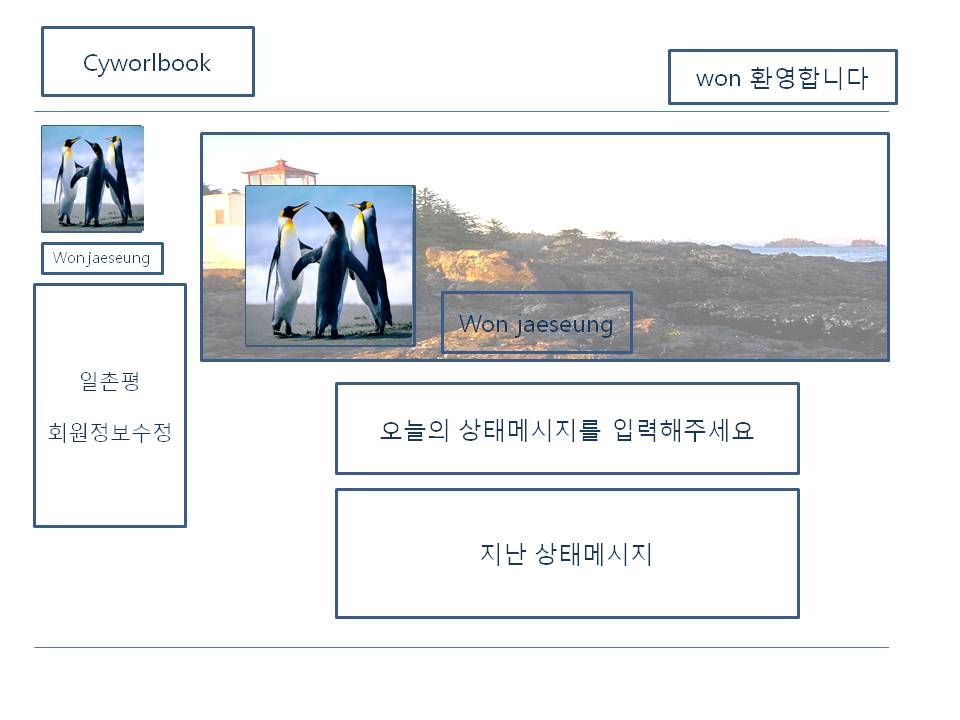 Cyworlbook
won 환영합니다
Won jaeseung
Won jaeseung
일촌평
회원정보수정
오늘의 상태메시지를 입력해주세요
지난 상태메시지